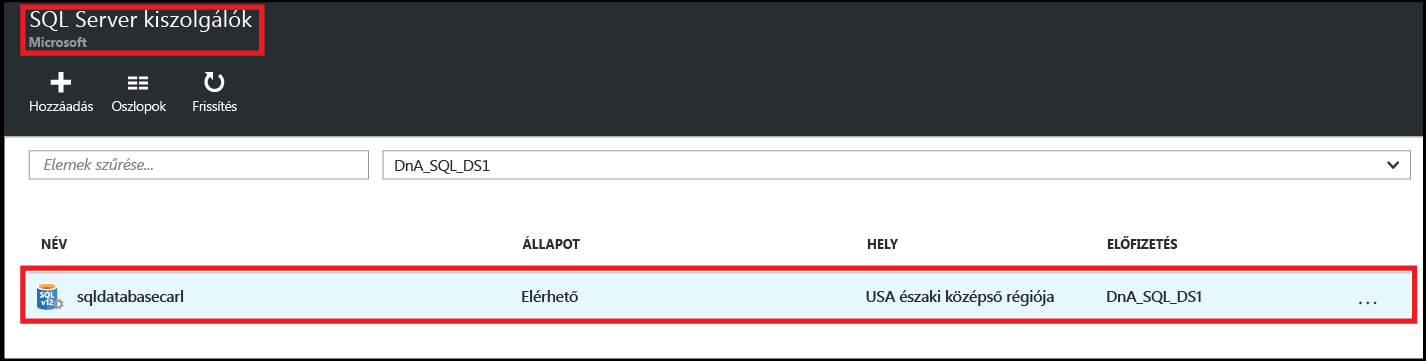 SQL Server kiszolgálók
Microsoft
Hozzáadás Oszlopok Frissítés
Elemek szűrése... DnA_SQL_DS1
NÉV ÁLLAPOT HELY ELŐFIZETÉS
SQL v12 sqldatabasecarl Elérhető USA északi középső régiója DnA_SQL_DS1 ...